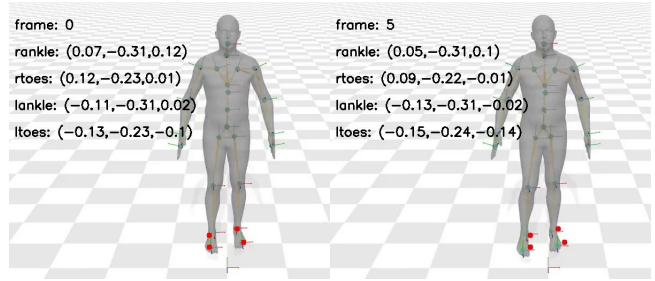 frame: 0
rankle: (0.07,−0.31,0.12)
rtoes: (0.12,−0.23,0.01)
lankle: (−0.11,−0.31,0.02)
ltoes: (−0.13,−0.23,−0.1)
frame: 5
rankle: (0.05,−0.31,0.1)
rtoes: (0.09,−0.22,−0.01)
lankle: (−0.13,−0.31,−0.02)
ltoes: (−0.15,−0.24,−0.14)